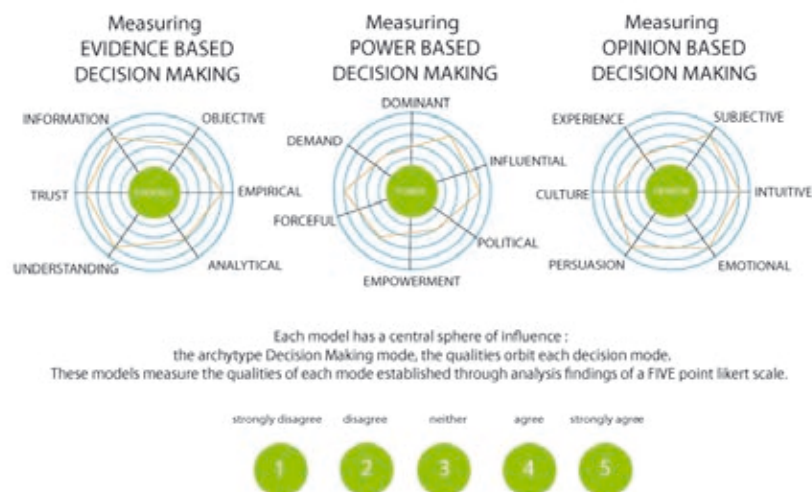 Measuring
EVIDENCE BASED
DECISION MAKING
Measuring
POWER BASED
DECISION MAKING
Measuring
OPINION BASED
DECISION MAKING
INFORMATION
OBJECTIVE
TRUST
EMPIRICAL
UNDERSTANDING
ANALYTICAL
DOMINANT
DEMAND
INFLUENTIAL
POWER
FORCEFUL
POLITICAL
EMPOWERMENT
EXPERIENCE
SUBJECTIVE
CULTURE
INTUITIVE
PERSUASION
EMOTIONAL
Each model has a central sphere of influence :
the archytype Decision Making mode, the qualities orbit each decision mode.
These models measure the qualities of each mode established through analysis findings of a FIVE point likert scale.
strongly disagree disagree neither agree strongly agree
1 2 3 4 5